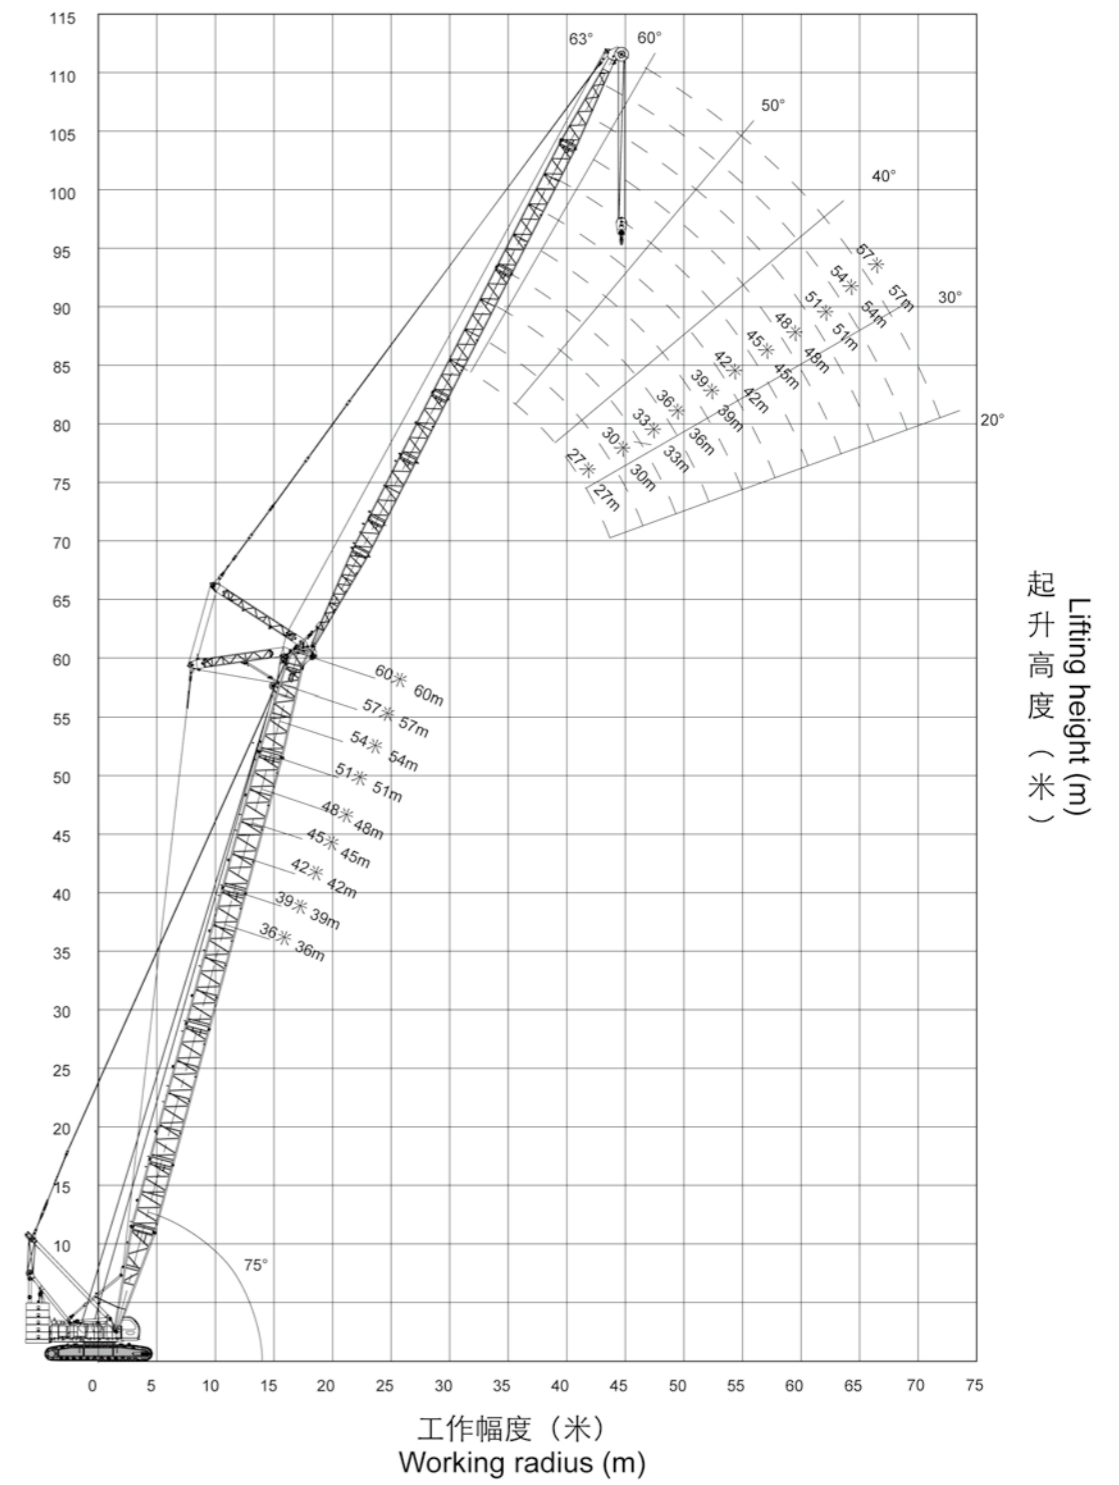 115
110
105
100
95
90
85
80
75
70
65
60
55
50
45
40
35
30
25
20
15
10
63°
60°
50°
40°
30°
20°
57米 57m
54米 54m
51米 51m
48米 48m
45米 45m
42米 42m
39米 39m
36米 36m
33米 33m
30米 30m
27米 27m
60米 60m
57米 57m
54米 54m
51米 51m
48米 48m
45米 45m
42米 42m
39米 39m
36米 36m
75°
0 5 10 15 20 25 30 35 40 45 50 55 60 65 70 75
工作幅度（米）
Working radius (m)
起升高度（米）
Lifting height (m)